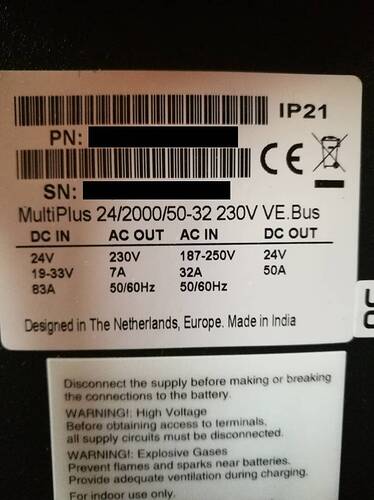 IP21
PN:
CE
SN:
MultiPlus 24/2000/50-32 230V VE.Bus
DC IN AC OUT AC IN DC OUT
24V 230V 187-250V 24V
19-33V 7A 32A 50A
83A 50/60Hz 50/60Hz
Designed in The Netherlands, Europe. Made in India
Disconnect the supply before making or breaking
the connections to the battery.
WARNING!: High Voltage
Before obtaining access to terminals,
all supply circuits must be disconnected.
WARNING!: Explosive Gases
Prevent flames and sparks near batteries.
Provide adequate ventilation during charging.
For indoor use only.